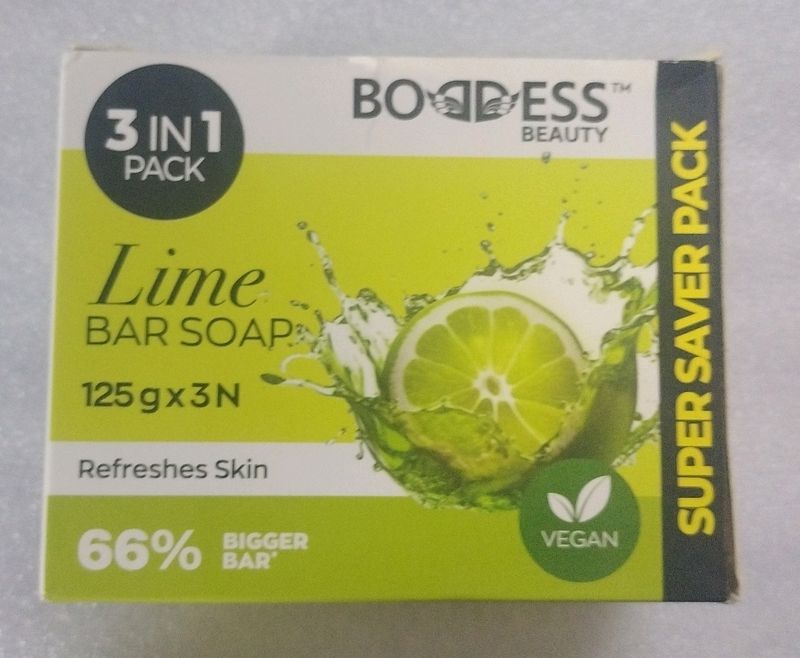 3 IN 1
PACK
BODDESS™
BEAUTY
Lime
BAR SOAP
125 g x 3 N
Refreshes Skin
66% BIGGER
BAR*
VEGAN
SUPER SAVER PACK